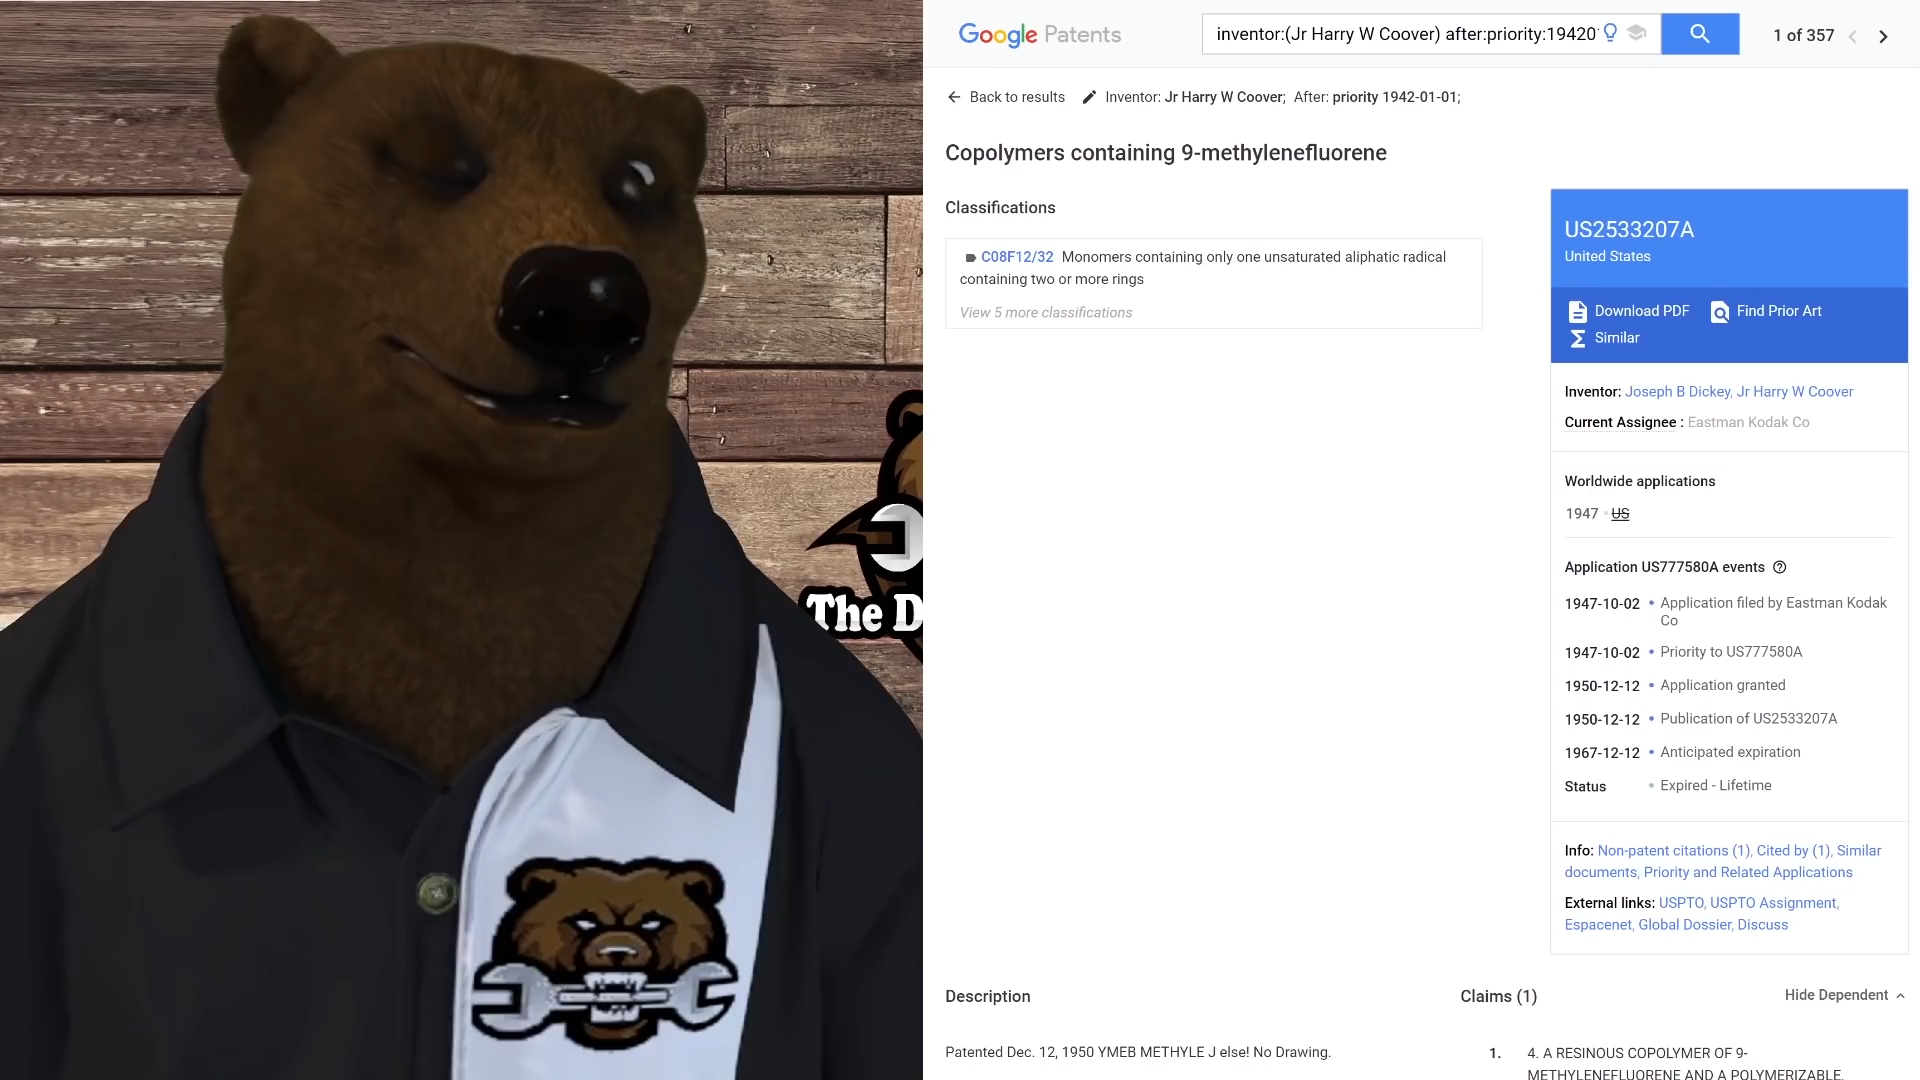 The D
Google Patents
inventor:(Jr Harry W Coover) after:priority:19420
1 of 357
Back to results
Inventor: Jr Harry W Coover; After: priority 1942-01-01;
Copolymers containing 9-methylenefluorene
Classifications
C08F12/32 Monomers containing only one unsaturated aliphatic radical
containing two or more rings
View 5 more classifications
US2533207A
United States
Download PDF
Find Prior Art
Similar
Inventor: Joseph B Dickey, Jr Harry W Coover
Current Assignee : Eastman Kodak Co
Worldwide applications
1947 US
Application US777580A events
1947-10-02 Application filed by Eastman Kodak
Co
1947-10-02 Priority to US777580A
1950-12-12 Application granted
1950-12-12 Publication of US2533207A
1967-12-12 Anticipated expiration
Status Expired - Lifetime
Info: Non-patent citations (1), Cited by (1), Similar
documents, Priority and Related Applications
External links: USPTO, USPTO Assignment,
Espacenet, Global Dossier, Discuss
Description
Patented Dec. 12, 1950 YMEB METHYLE J else! No Drawing.
Claims (1)
Hide Dependent
1. 4. A RESINOUS COPOLYMER OF 9-
METHYLENEFLUORENE AND A POLYMERIZABLE,